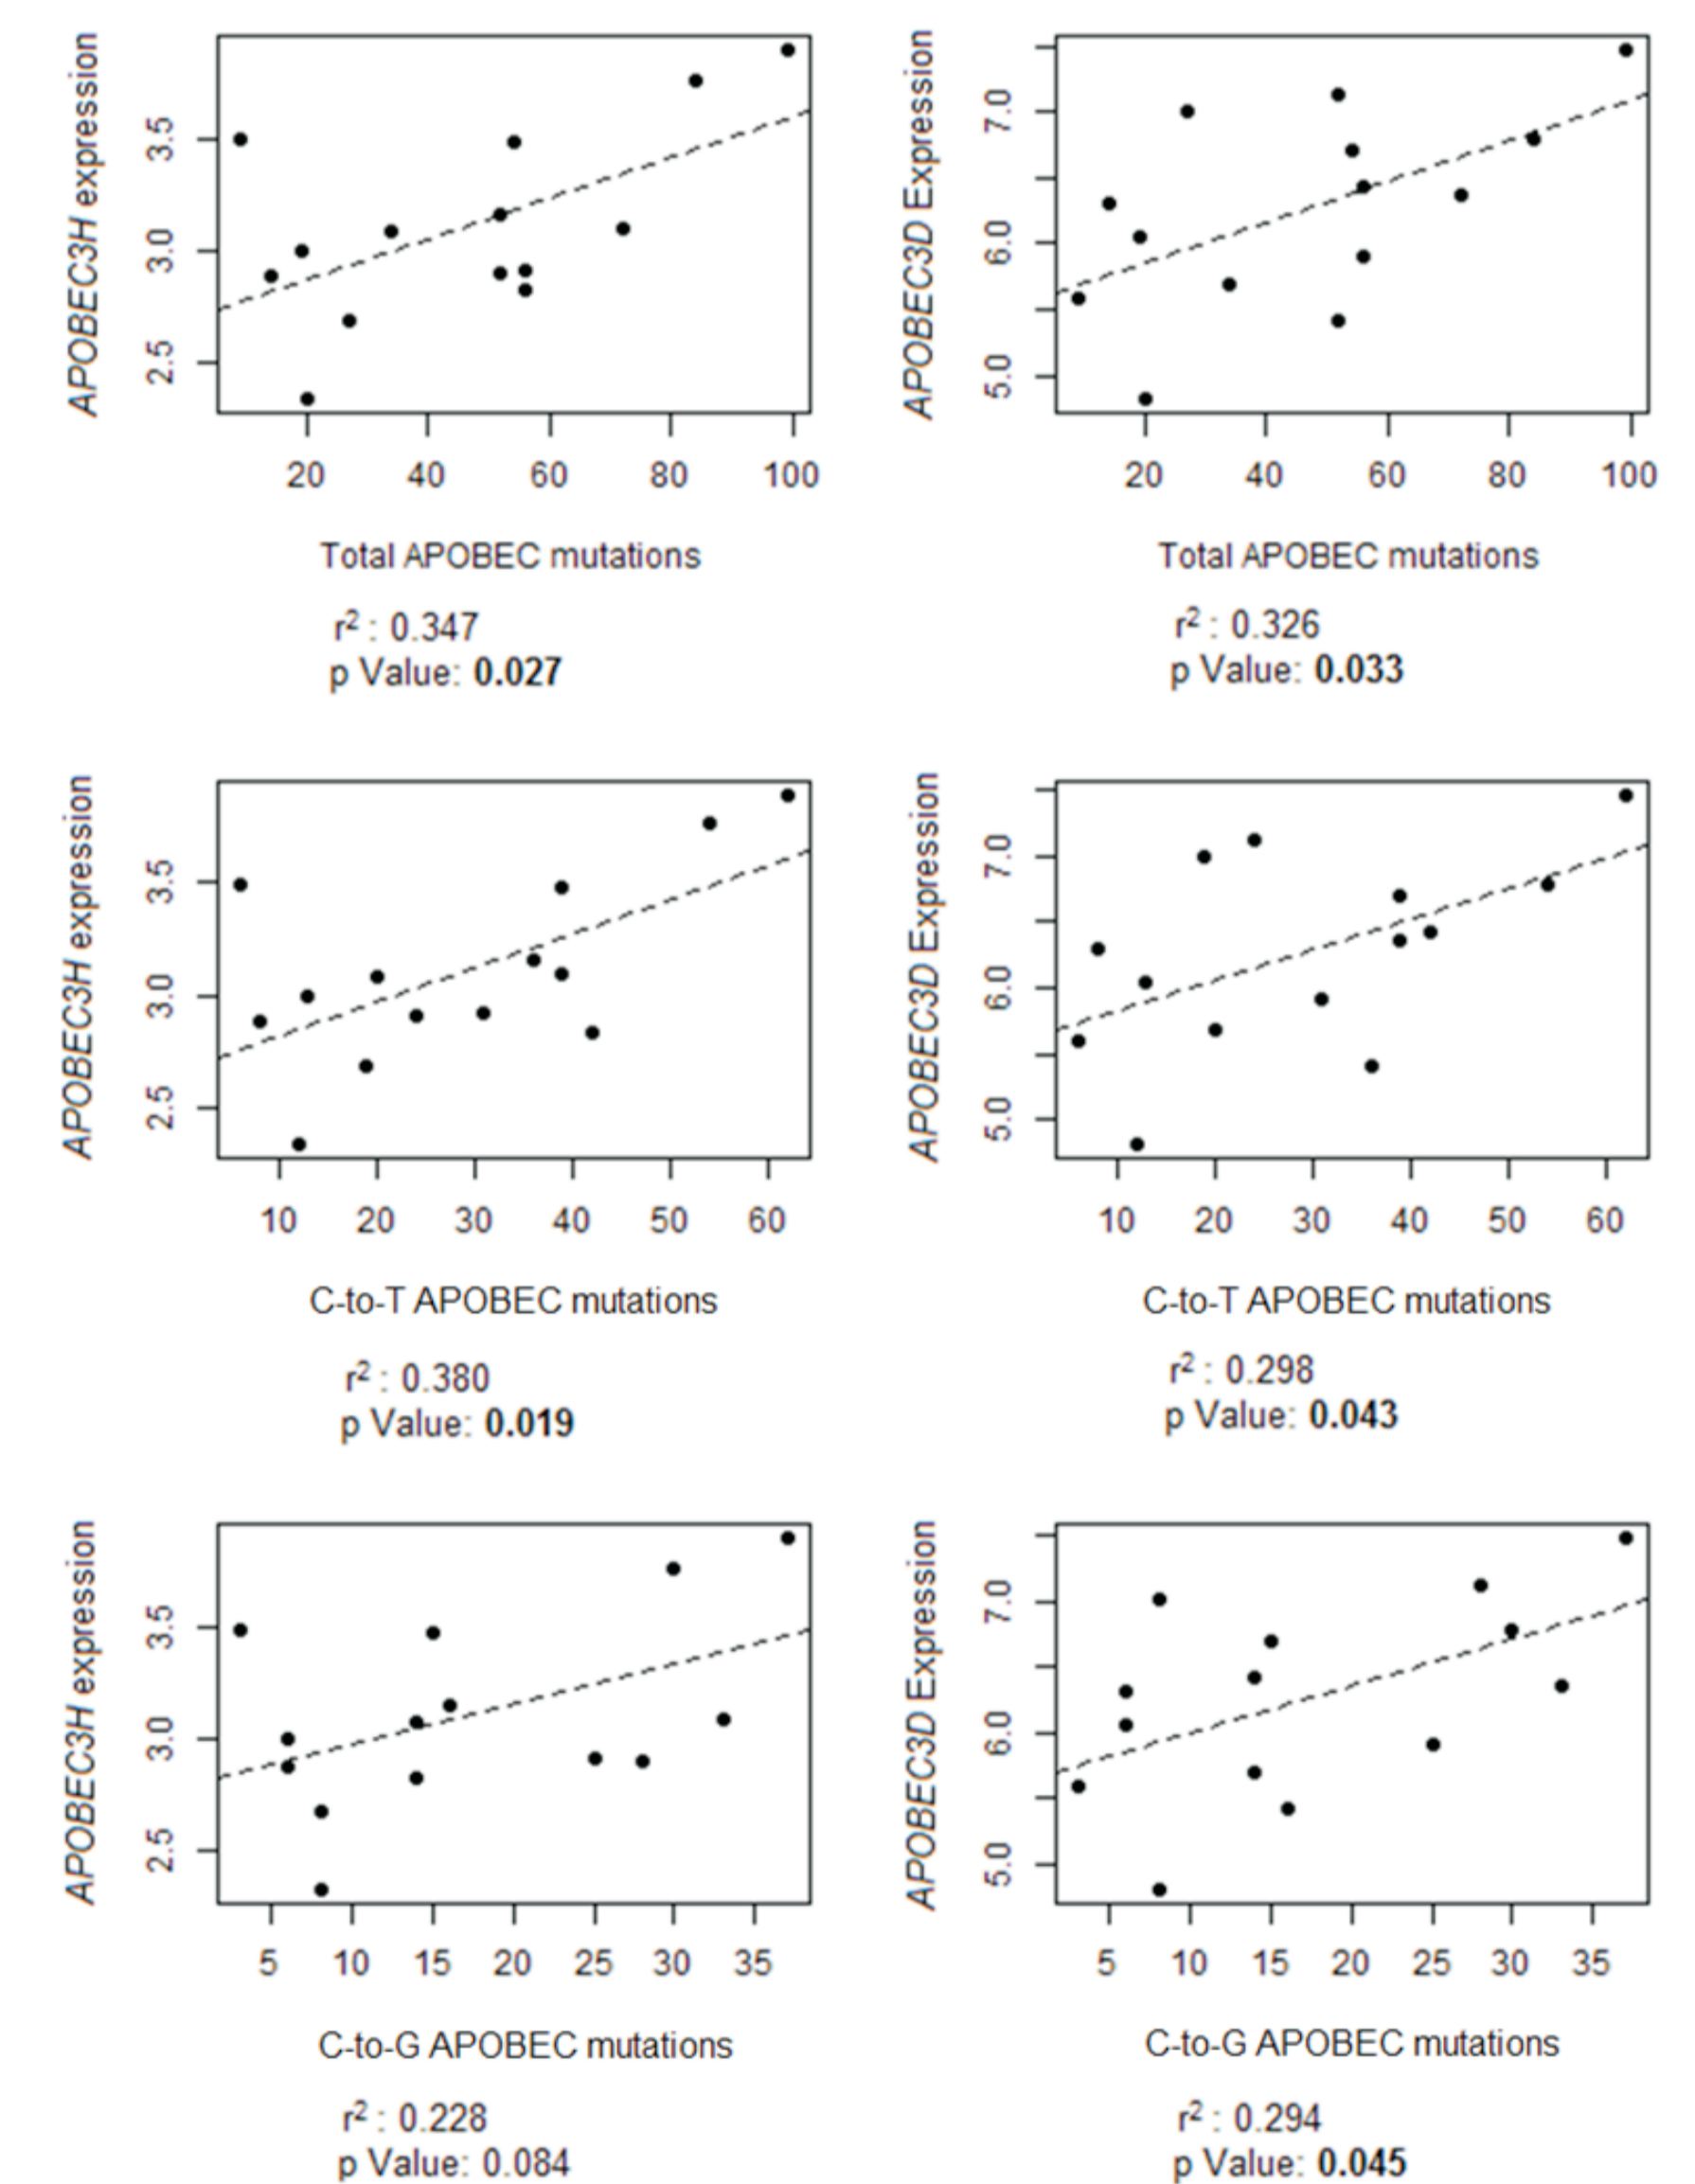 APOBEC3H expression
3.5
3.0
2.5
20 40 60 80 100
Total APOBEC mutations
r² : 0.347
p Value: 0.027
APOBEC3D Expression
7.0
6.0
5.0
20 40 60 80 100
Total APOBEC mutations
r² : 0.326
p Value: 0.033
APOBEC3H expression
3.5
3.0
2.5
10 20 30 40 50 60
C-to-T APOBEC mutations
r² : 0.380
p Value: 0.019
APOBEC3D Expression
7.0
6.0
5.0
10 20 30 40 50 60
C-to-T APOBEC mutations
r² : 0.298
p Value: 0.043
APOBEC3H expression
3.5
3.0
2.5
5 10 15 20 25 30 35
C-to-G APOBEC mutations
r² : 0.228
p Value: 0.084
APOBEC3D Expression
7.0
6.0
5.0
5 10 15 20 25 30 35
C-to-G APOBEC mutations
r² : 0.294
p Value: 0.045